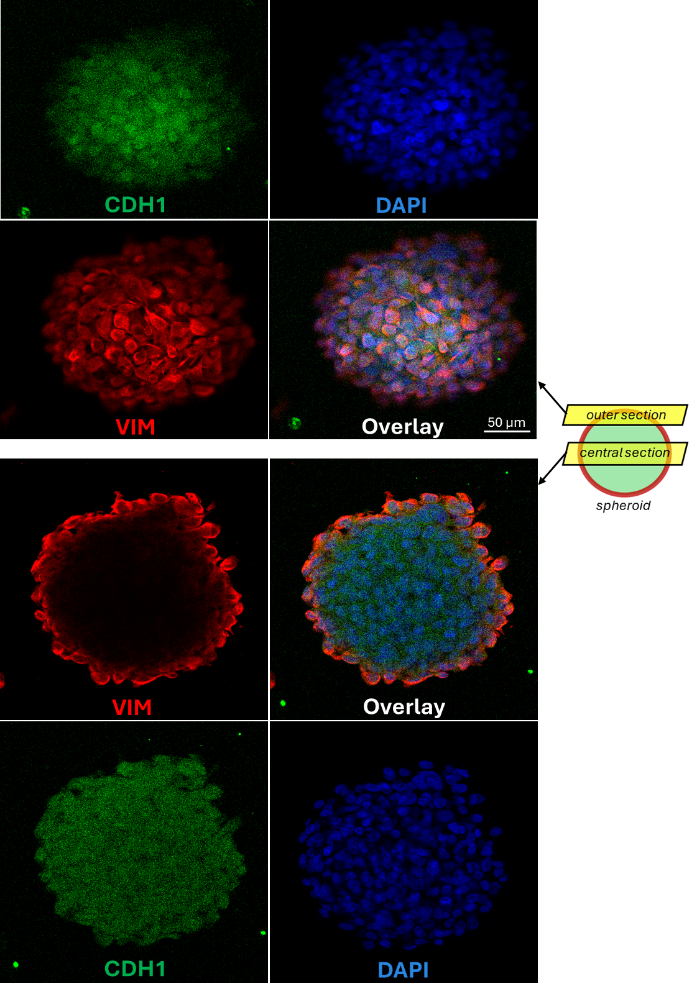 CDH1
DAPI
VIM
Overlay
50 µm
outer section
central section
spheroid
VIM
Overlay
CDH1
DAPI